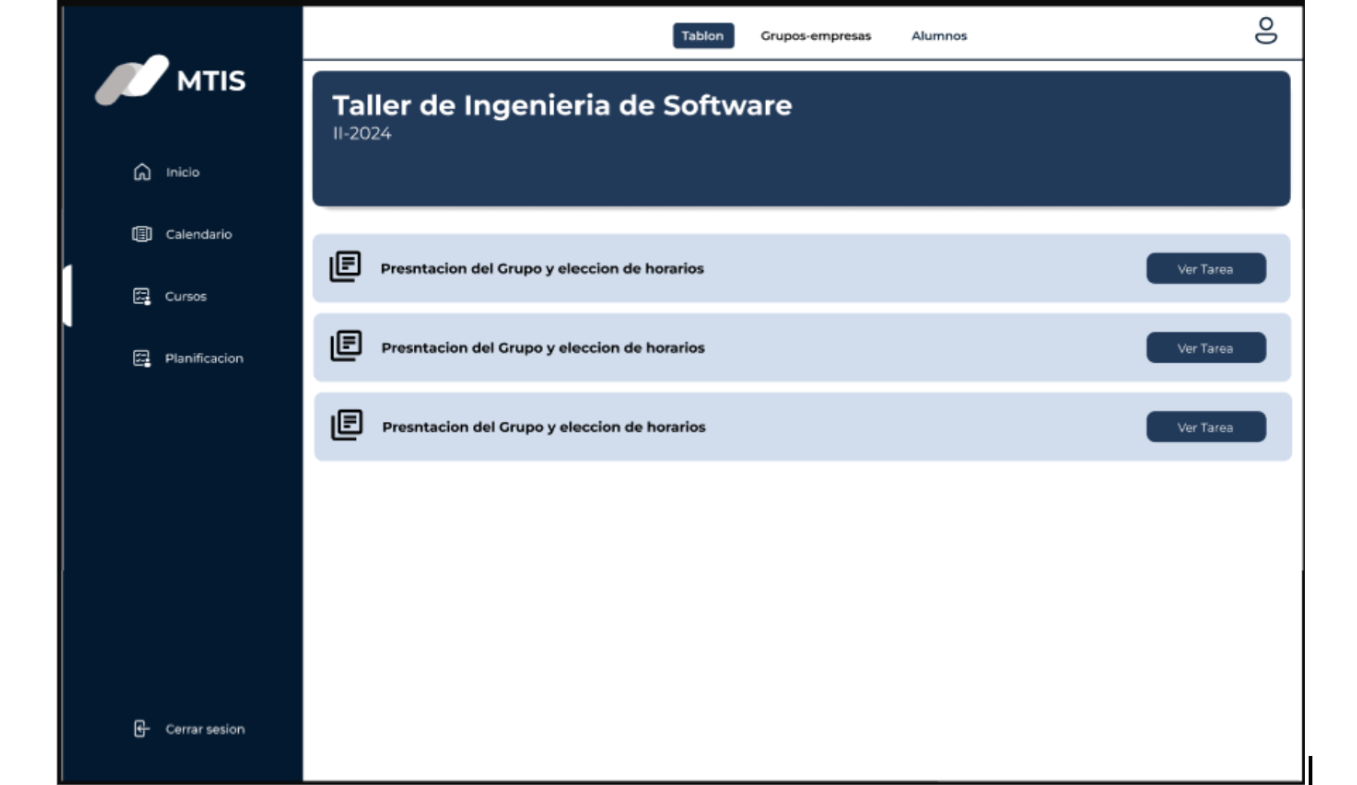 MTIS
Inicio
Calendario
Cursos
Planificacion
Cerrar sesion
Tablon
Grupos-empresas
Alumnos
Taller de Ingenieria de Software
II-2024
Presntacion del Grupo y eleccion de horarios
Ver Tarea
Presntacion del Grupo y eleccion de horarios
Ver Tarea
Presntacion del Grupo y eleccion de horarios
Ver Tarea